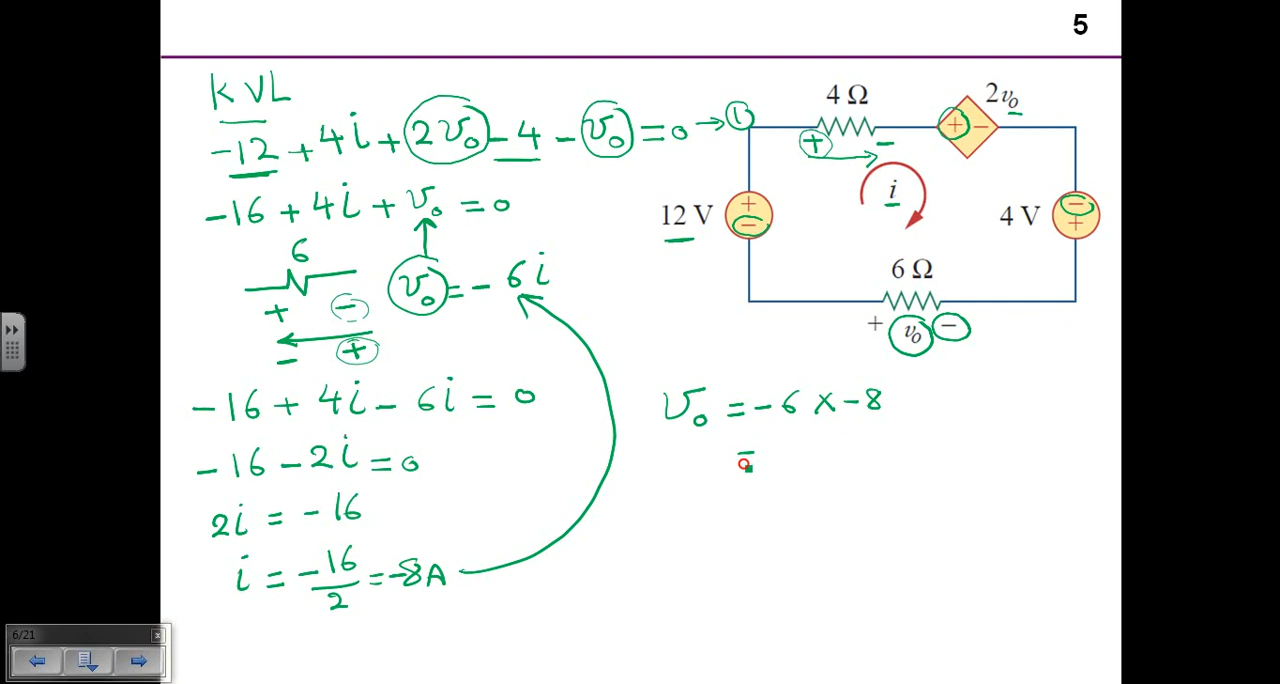 5
KVL
-12 + 4i + 2v₀ - 4 - v₀ = 0 → ①
-16 + 4i + v₀ = 0
6
v₀ = - 6i
+ -
- +
-16 + 4i - 6i = 0
-16 - 2i = 0
2i = -16
i = -16/2 = -8A
4 Ω
2v₀
+ -
+ -
i
12 V
+
-
4 V
-
+
6 Ω
+ v₀ -
v₀ = -6 × -8
=
6/21
x